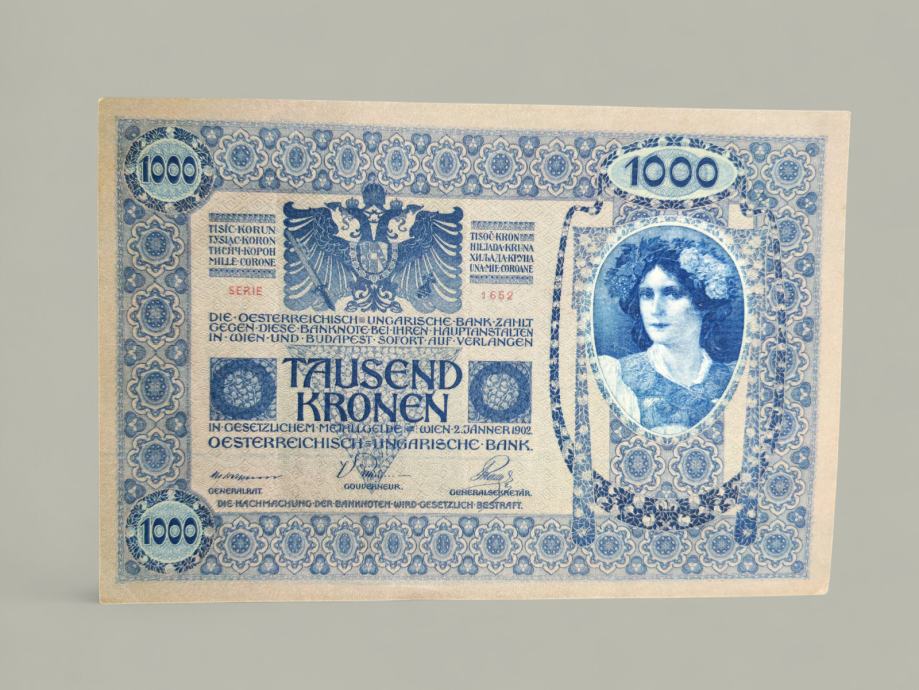 1000
1000
TISÍC·KORUN
TYSIĄC·KORON
ТИСЯЧ·КОРОН
MILLE·CORONE
TISOČ·KRON
HILJADA·KRUNA
ХИЉАДА·КРУНА
UNA·MIE·COROANE
SERIE
1652
DIE·OESTERREICHISCH=UNGARISCHE·BANK·ZAHLT
GEGEN·DIESE·BANKNOTE·BEI·IHREN·HAUPTANSTALTEN
IN·WIEN·UND·BUDAPEST·SOFORT·AUF·VERLANGEN
TAUSEND
KRONEN
IN·GESETZLICHEM·METALLGELDE·WIEN·2·JÄNNER·1902
OESTERREICHISCH=UNGARISCHE·BANK·
GENERALRAT.
GOUVERNEUR.
GENERALSEKRETÄR.
DIE·NACHMACHUNG·DER·BANKNOTEN·WIRD·GESETZLICH·BESTRAFT.
1000